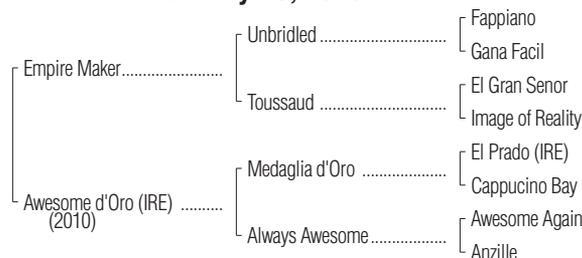 Fappiano
Unbridled
Gana Facil
Empire Maker
El Gran Senor
Toussaud
Image of Reality
El Prado (IRE)
Medaglia d'Oro
Cappucino Bay
Awesome d'Oro (IRE)
(2010)
Awesome Again
Always Awesome
Anzille